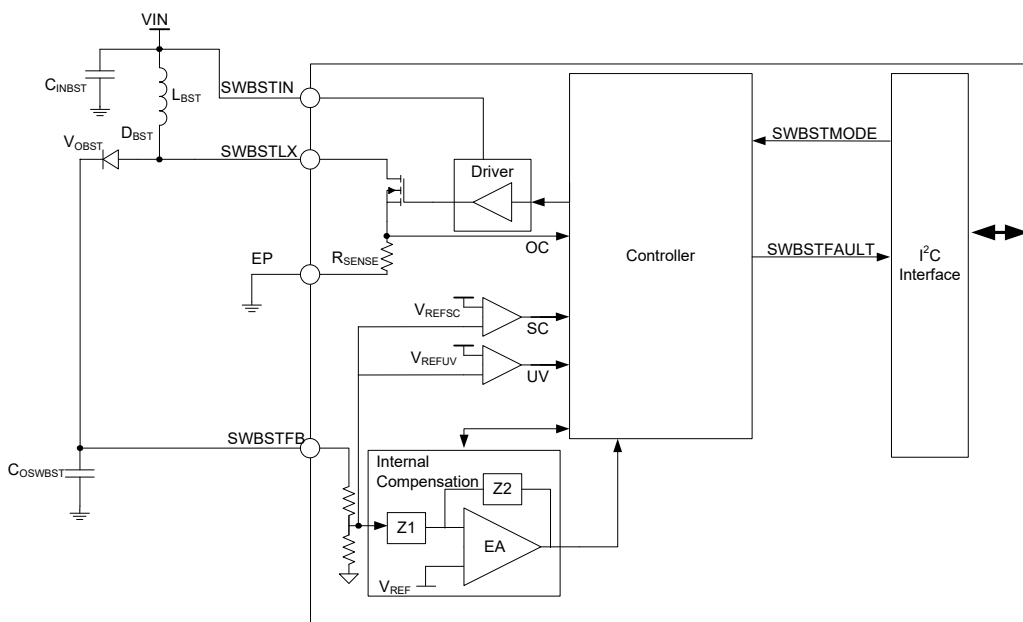 VIN
CINBST
LBST
SWBSTIN
DBST
VOBST
SWBSTLX
Driver
SWBSTMODE
OC
SWBSTFAULT
Controller
I2C
Interface
EP
RSENSE
VREFSC
SC
VREFUV
UV
SWBSTFB
COSWBST
Internal
Compensation
Z2
Z1
EA
VREF